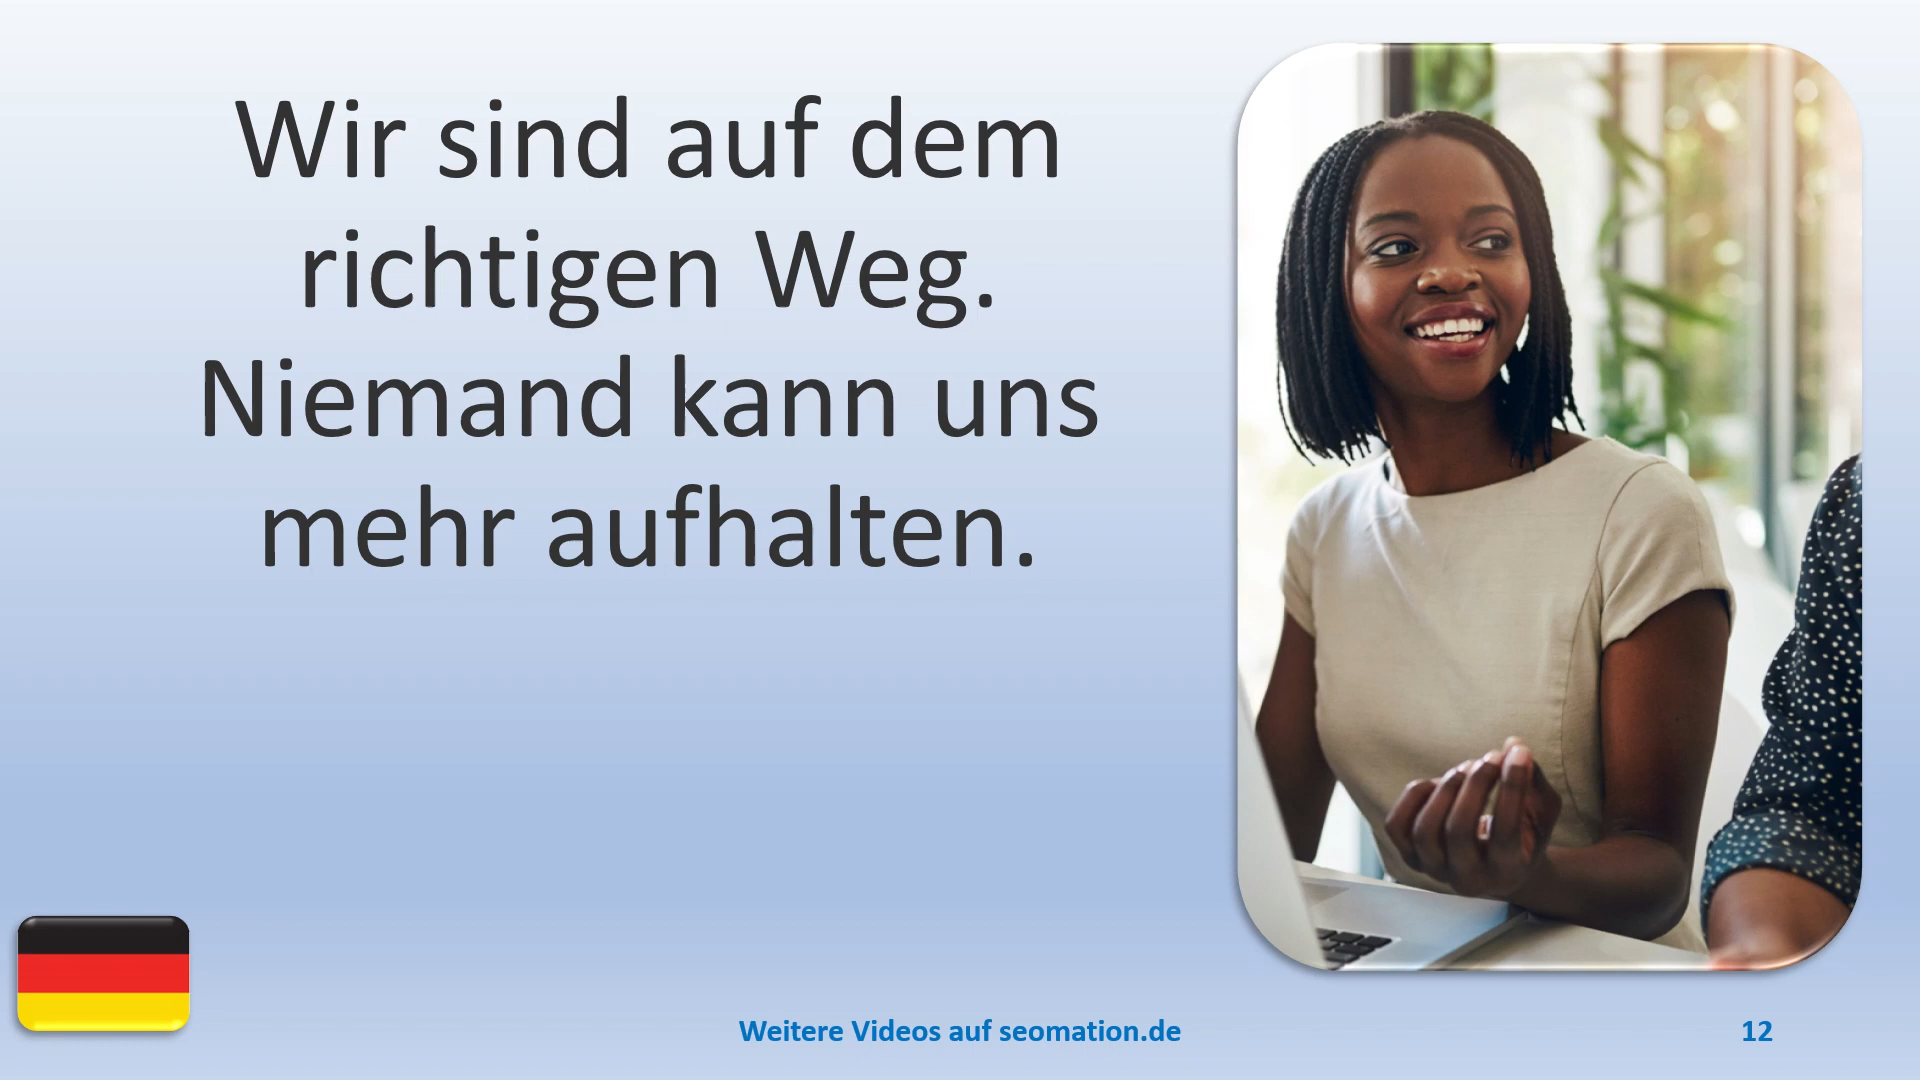 Wir sind auf dem
richtigen Weg.
Niemand kann uns
mehr aufhalten.
Weitere Videos auf seomation.de
12